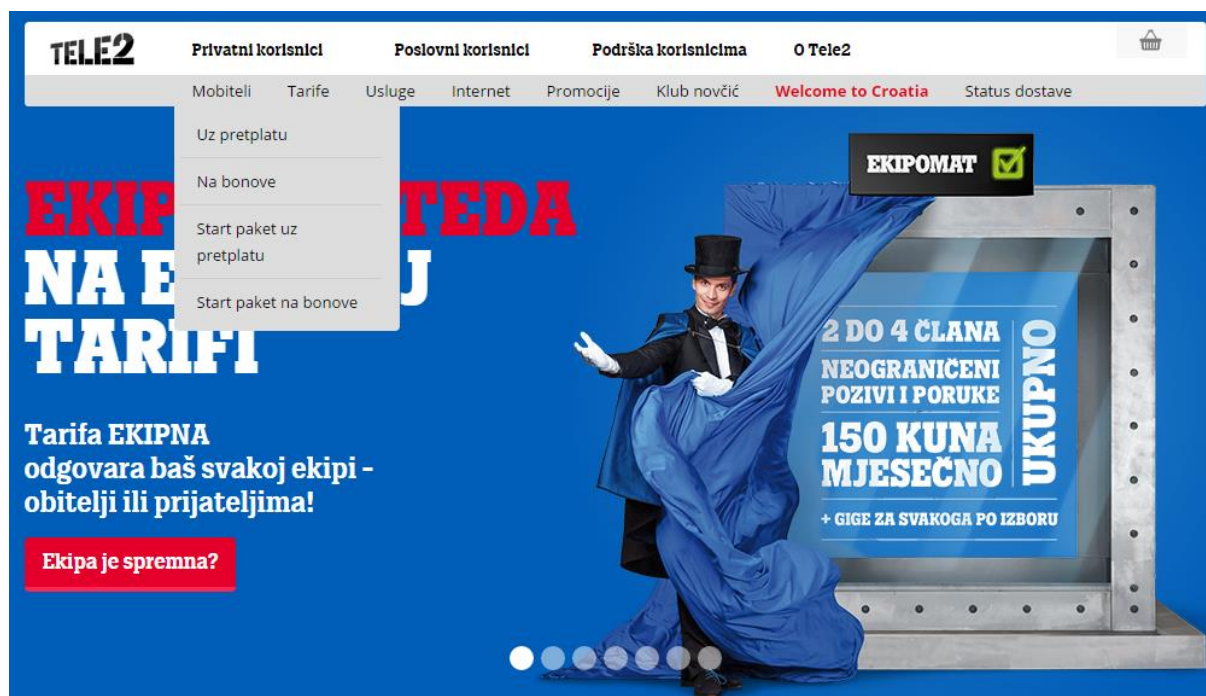 TELE2
Privatni korisnici Poslovni korisnici Podrška korisnicima O Tele2
Mobiteli Tarife Usluge Internet Promocije Klub novčić Welcome to Croatia Status dostave
Uz pretplatu
Na bonove
Start paket uz
pretplatu
Start paket na bonove
NA
TARIFI
Tarifa EKIPNA
odgovara baš svakoj ekipi -
obitelji ili prijateljima!
Ekipa je spremna?
EKIPOMAT
2 DO 4 ČLANA
NEOGRANIČENI
POZIVI I PORUKE
150 KUNA
MJESEČNO
UKUPNO
+ GIGE ZA SVAKOGA PO IZBORU